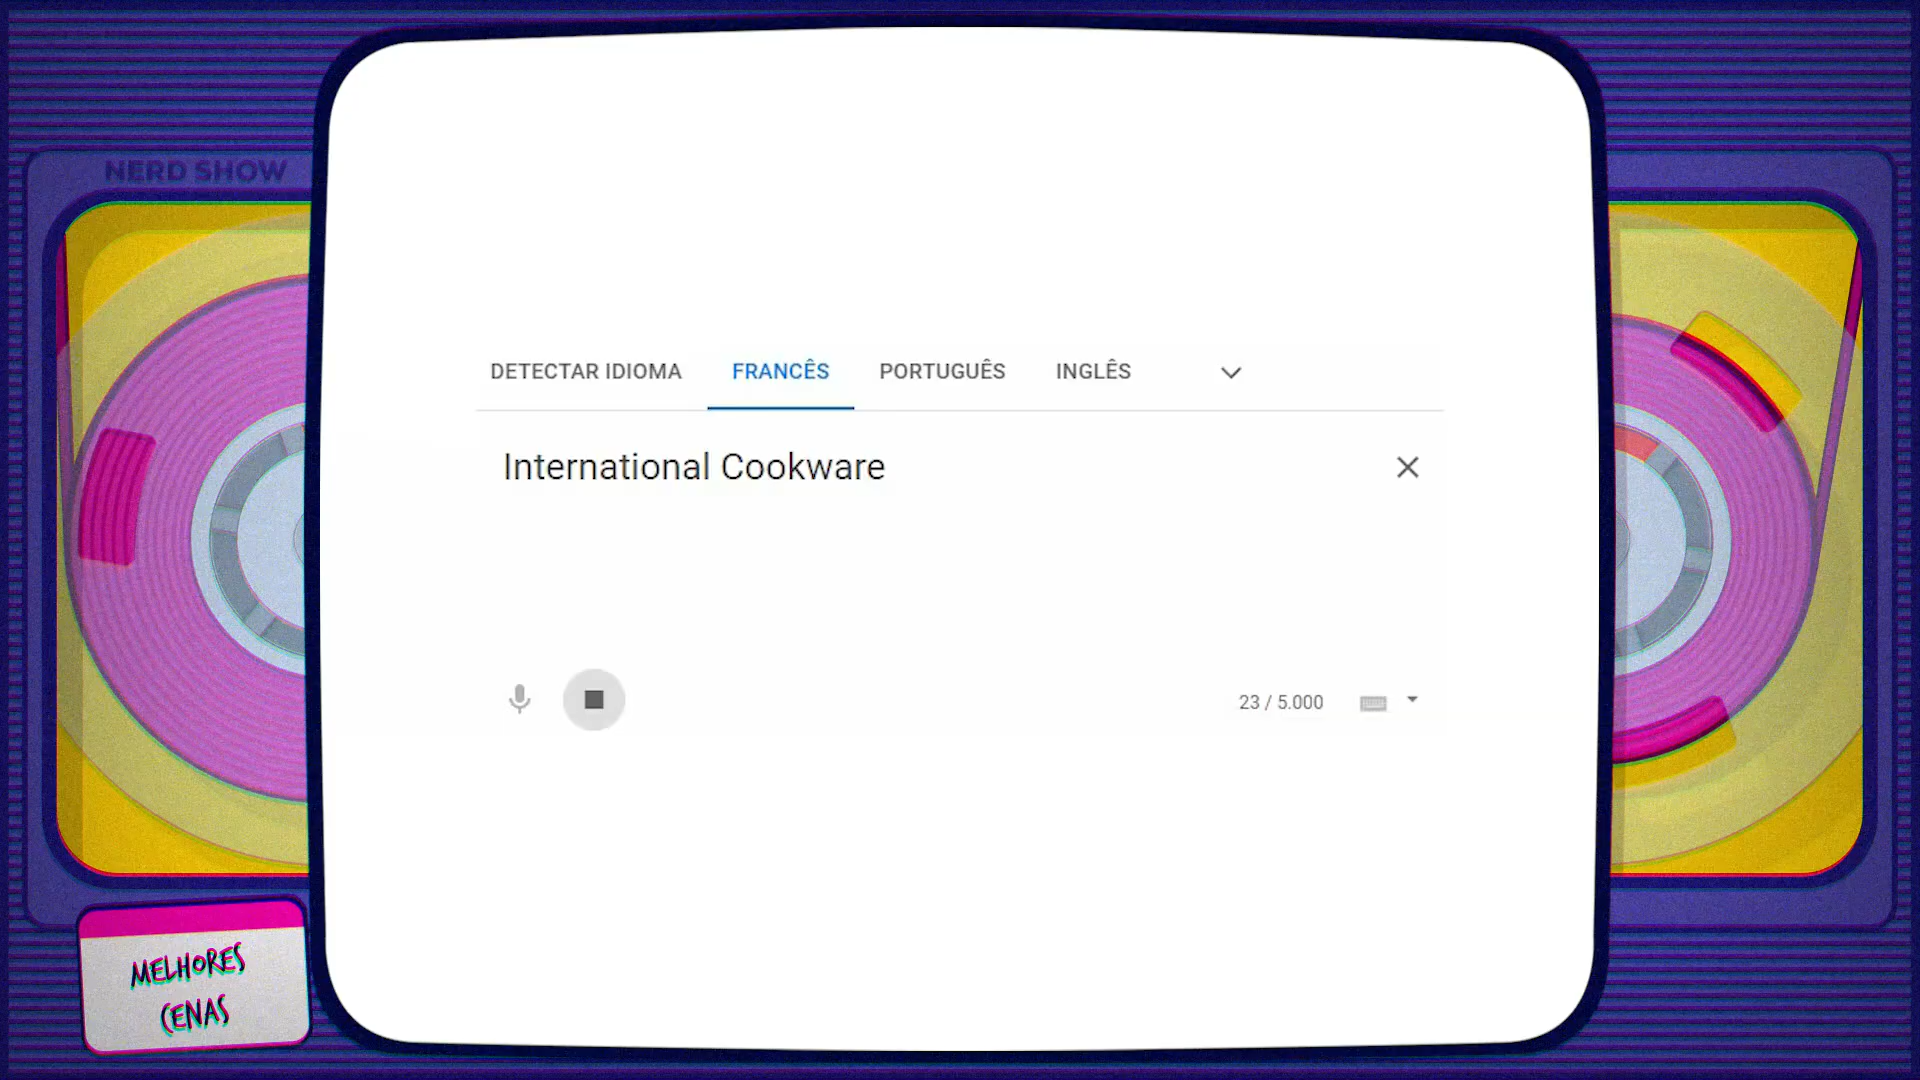 NERD SHOW
DETECTAR IDIOMA FRANCÊS PORTUGUÊS INGLÊS
International Cookware
23 / 5.000
MELHORES
CENAS